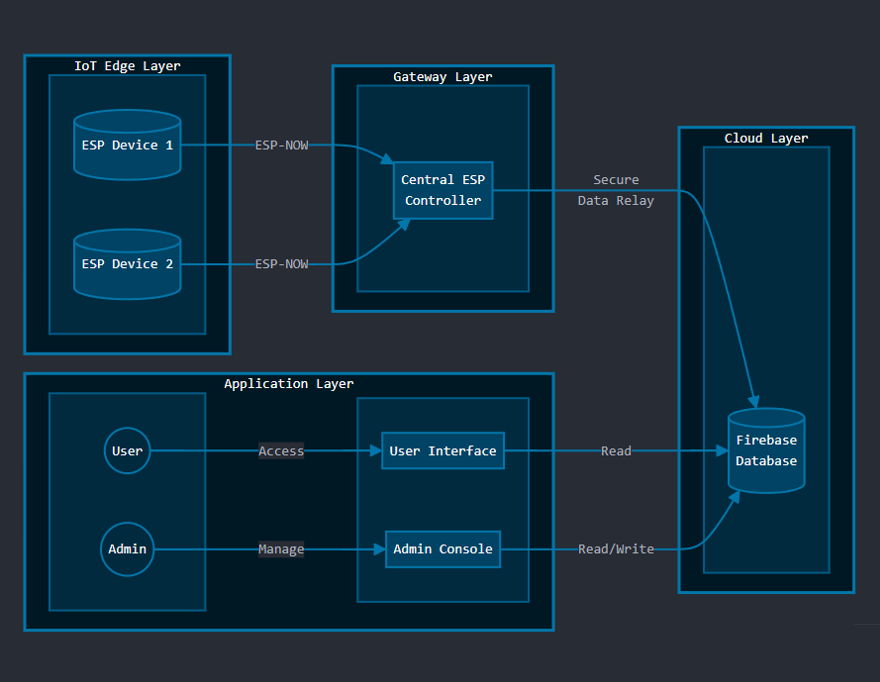 IoT Edge Layer
ESP Device 1
ESP Device 2
ESP-NOW
ESP-NOW
Gateway Layer
Central ESP
Controller
Secure
Data Relay
Cloud Layer
Firebase
Database
Application Layer
User
Access
User Interface
Read
Admin
Manage
Admin Console
Read/Write